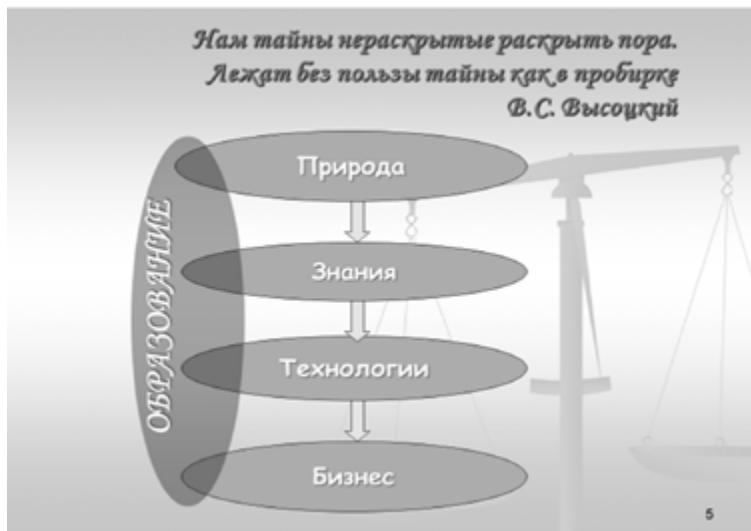 Нам тайны нераскрытые раскрыть пора.
Лежат без пользы тайны как в пробирке
В.С. Высоцкий
ОБРАЗОВАНИЕ
Природа
Знания
Технологии
Бизнес
5